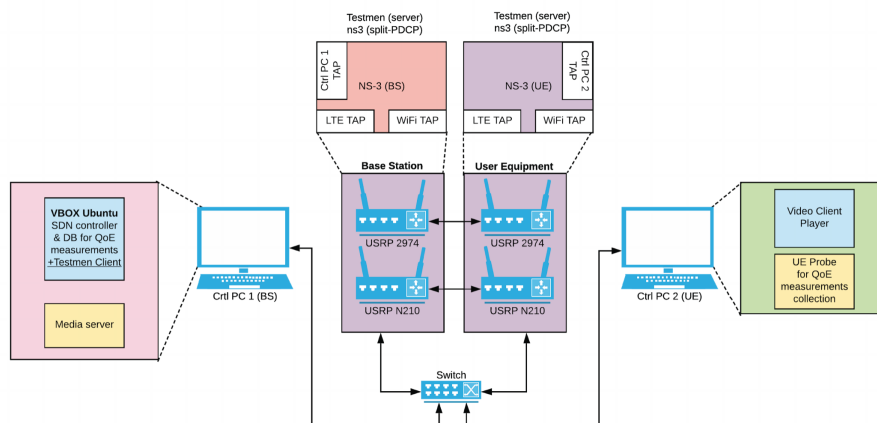 Testmen (server)
ns3 (split-PDCP)
Ctrl PC 1
TAP
NS-3 (BS)
LTE TAP
WiFi TAP
Testmen (server)
ns3 (split-PDCP)
NS-3 (UE)
Ctrl PC 2
TAP
LTE TAP
WiFi TAP
Base Station
User Equipment
USRP 2974
USRP 2974
USRP N210
USRP N210
VBOX Ubuntu
SDN controller
& DB for QoE
measurements
+Testmen Client
Media server
Crtl PC 1 (BS)
Ctrl PC 2 (UE)
Video Client
Player
UE Probe
for QoE
measurements
collection
Switch